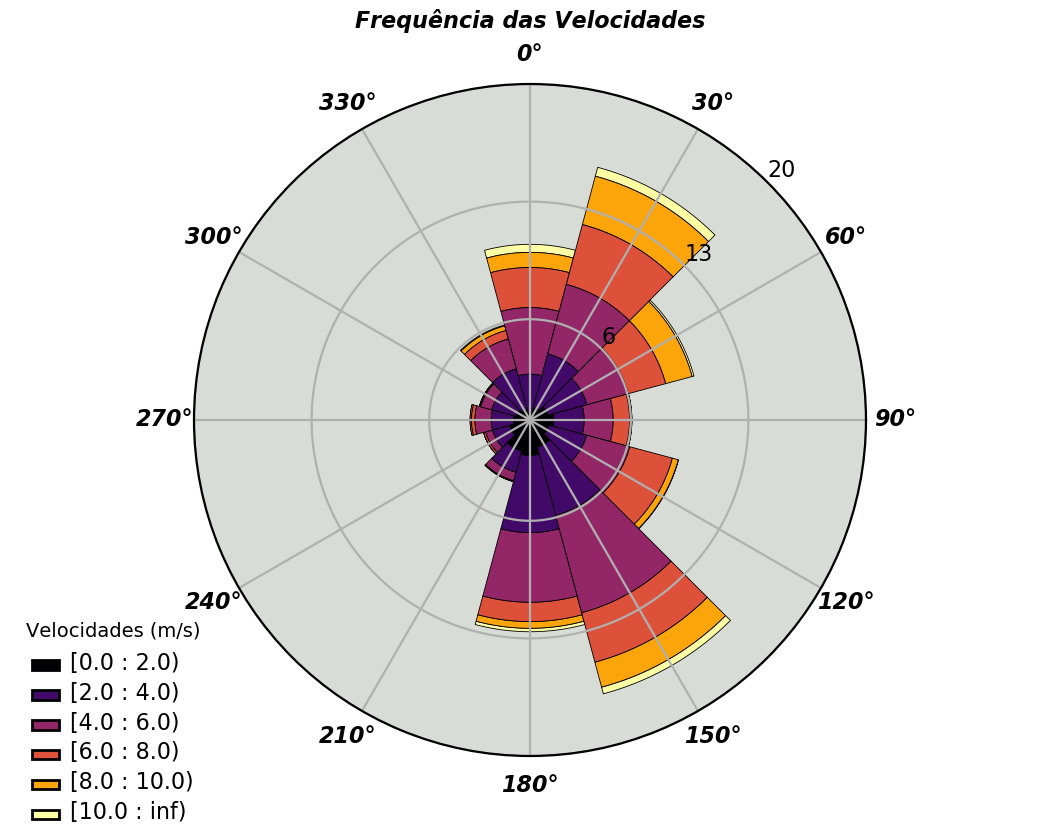 Frequência das Velocidades
0°
330°
30°
20
300°
60°
13
6
270°
90°
240°
120°
210°
150°
180°
Velocidades (m/s)
[0.0 : 2.0)
[2.0 : 4.0)
[4.0 : 6.0)
[6.0 : 8.0)
[8.0 : 10.0)
[10.0 : inf)